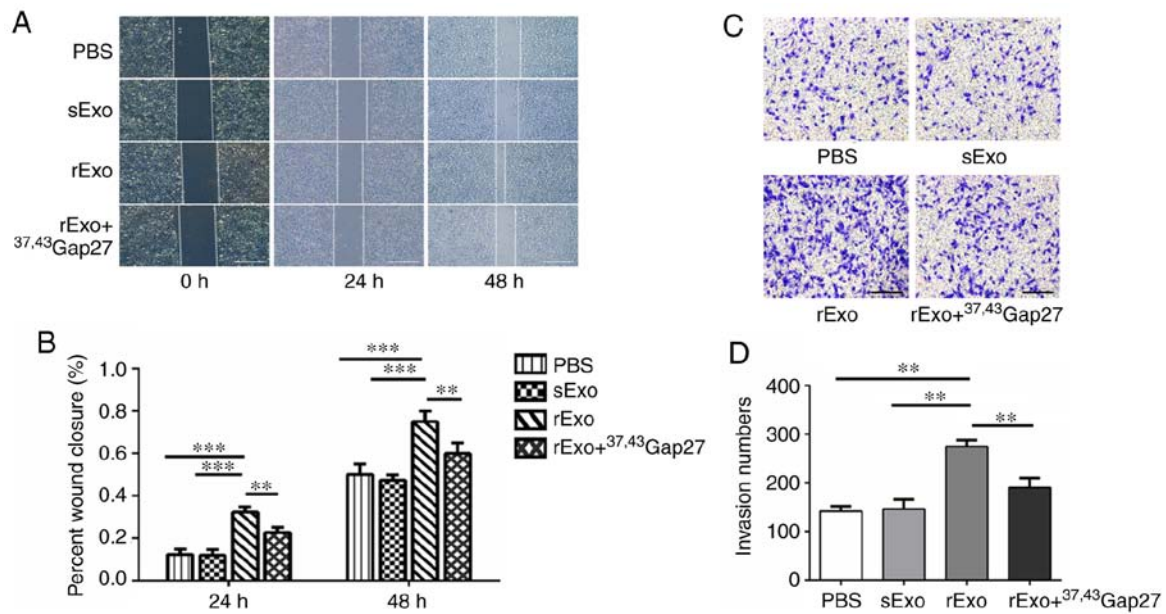 A
PBS
sExo
rExo
rExo+
37,43Gap27
0 h
24 h
48 h
C
PBS
sExo
rExo
rExo+37,43Gap27
B
Percent wound closure (%)
1.0
0.8
0.6
0.4
0.2
0.0
***
***
**
***
***
**
24 h
48 h
PBS
sExo
rExo
rExo+37,43Gap27
D
Invasion numbers
400
300
200
100
0
**
**
**
PBS
sExo
rExo
rExo+37,43Gap27